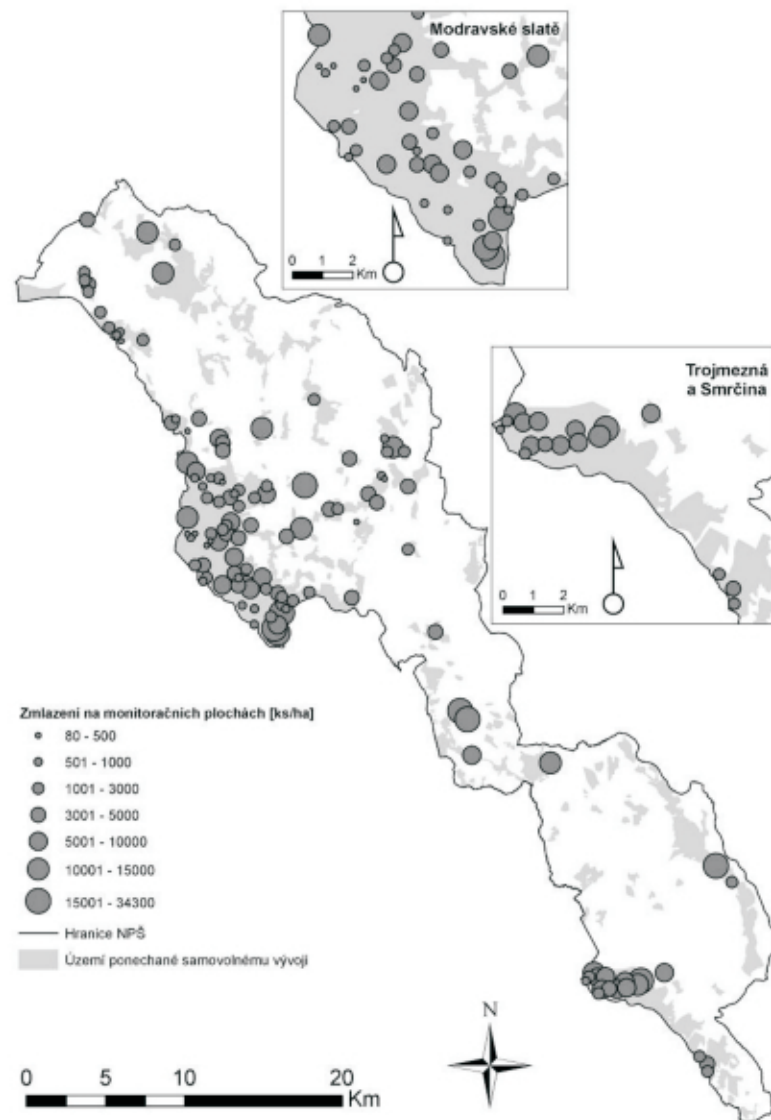 Modravské slatě
0 1 2
Km
Trojmezná
a Smrčina
0 1 2
Km
Zmlazení na monitoračních plochách [ks/ha]
80 - 500
501 - 1000
1001 - 3000
3001 - 5000
5001 - 10000
10001 - 15000
15001 - 34300
Hranice NPŠ
Území ponechané samovolnému vývoji
N
0 5 10 20
Km